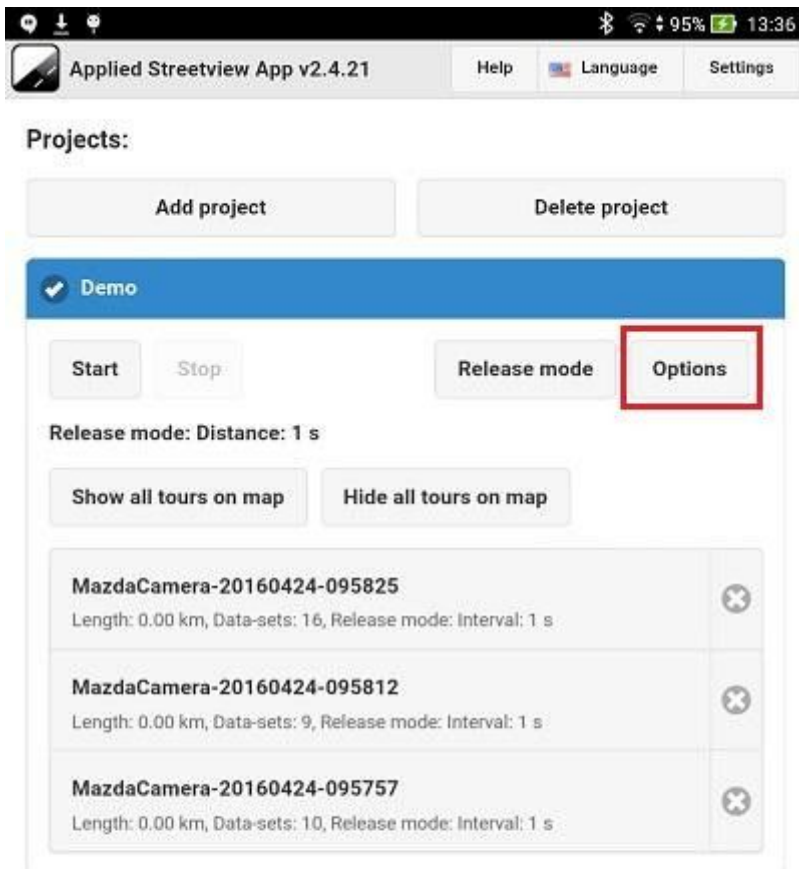 95% 13:36
Applied Streetview App v2.4.21 Help Language Settings
Projects:
Add project Delete project
Demo
Start Stop Release mode Options
Release mode: Distance: 1 s
Show all tours on map Hide all tours on map
MazdaCamera-20160424-095825
Length: 0.00 km, Data-sets: 16, Release mode: Interval: 1 s
MazdaCamera-20160424-095812
Length: 0.00 km, Data-sets: 9, Release mode: Interval: 1 s
MazdaCamera-20160424-095757
Length: 0.00 km, Data-sets: 10, Release mode: Interval: 1 s